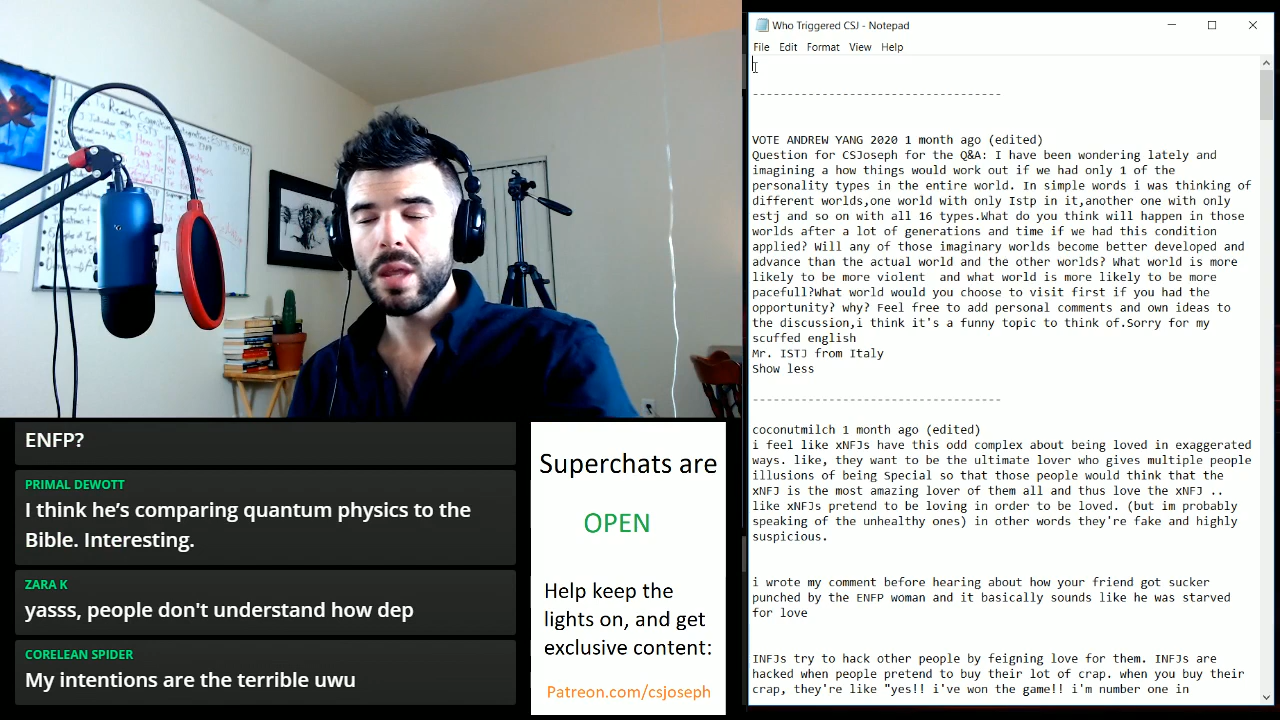 Who Triggered CSJ - Notepad
File Edit Format View Help
-----------------------------------
VOTE ANDREW YANG 2020 1 month ago (edited)
Question for CSJoseph for the Q&A: I have been wondering lately and
imagining a how things would work out if we had only 1 of the
personality types in the entire world. In simple words i was thinking of
different worlds,one world with only Istp in it,another one with only
estj and so on with all 16 types.What do you think will happen in those
worlds after a lot of generations and time if we had this condition
applied? Will any of those imaginary worlds become better developed and
advance than the actual world and the other worlds? What world is more
likely to be more violent  and what world is more likely to be more
pacefull?What world would you choose to visit first if you had the
opportunity? why? Feel free to add personal comments and own ideas to
the discussion,i think it's a funny topic to think of.Sorry for my
scuffed english
Mr. ISTJ from Italy
Show less
-----------------------------------
coconutmilch 1 month ago (edited)
i feel like xNFJs have this odd complex about being loved in exaggerated
ways. like, they want to be the ultimate lover who gives multiple people
illusions of being Special so that those people would think that the
xNFJ is the most amazing lover of them all and thus love the xNFJ ..
like xNFJs pretend to be loving in order to be loved. (but im probably
speaking of the unhealthy ones) in other words they're fake and highly
suspicious.
i wrote my comment before hearing about how your friend got sucker
punched by the ENFP woman and it basically sounds like he was starved
for love
INFJs try to hack other people by feigning love for them. INFJs are
hacked when people pretend to buy their lot of crap. when you buy their
crap, they're like "yes!! i've won the game!! i'm number one in
ENFP?
PRIMAL DEWOTT
I think he's comparing quantum physics to the
Bible. Interesting.
ZARA K
yasss, people don't understand how dep
CORELEAN SPIDER
My intentions are the terrible uwu
Superchats are
OPEN
Help keep the
lights on, and get
exclusive content:
Patreon.com/csjoseph